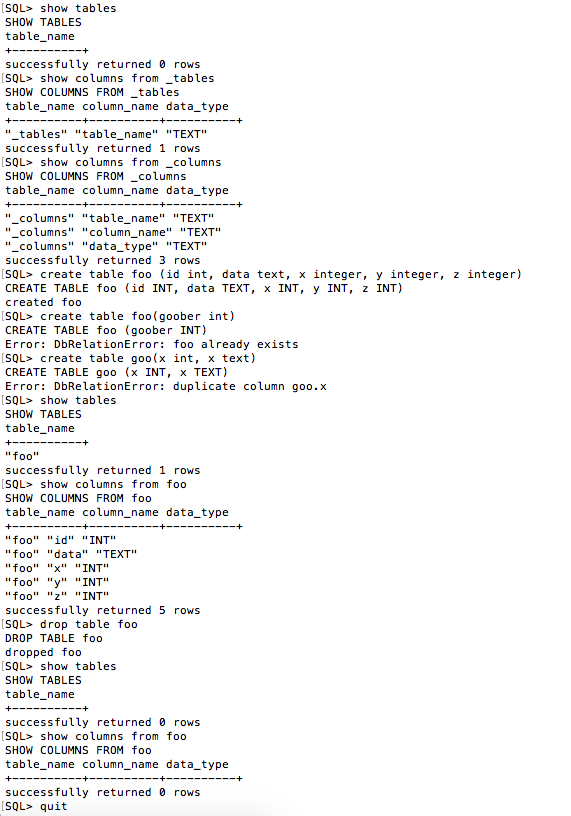 [SQL> show tables
SHOW TABLES
table_name
+----------+
successfully returned 0 rows
[SQL> show columns from _tables
SHOW COLUMNS FROM _tables
table_name column_name data_type
+----------+----------+----------+
"_tables" "table_name" "TEXT"
successfully returned 1 rows
[SQL> show columns from _columns
SHOW COLUMNS FROM _columns
table_name column_name data_type
+----------+----------+----------+
"_columns" "table_name" "TEXT"
"_columns" "column_name" "TEXT"
"_columns" "data_type" "TEXT"
successfully returned 3 rows
[SQL> create table foo (id int, data text, x integer, y integer, z integer)
CREATE TABLE foo (id INT, data TEXT, x INT, y INT, z INT)
created foo
[SQL> create table foo(goober int)
CREATE TABLE foo (goober INT)
Error: DbRelationError: foo already exists
[SQL> create table goo(x int, x text)
CREATE TABLE goo (x INT, x TEXT)
Error: DbRelationError: duplicate column goo.x
[SQL> show tables
SHOW TABLES
table_name
+----------+
"foo"
successfully returned 1 rows
[SQL> show columns from foo
SHOW COLUMNS FROM foo
table_name column_name data_type
+----------+----------+----------+
"foo" "id" "INT"
"foo" "data" "TEXT"
"foo" "x" "INT"
"foo" "y" "INT"
"foo" "z" "INT"
successfully returned 5 rows
[SQL> drop table foo
DROP TABLE foo
dropped foo
[SQL> show tables
SHOW TABLES
table_name
+----------+
successfully returned 0 rows
[SQL> show columns from foo
SHOW COLUMNS FROM foo
table_name column_name data_type
+----------+----------+----------+
successfully returned 0 rows
[SQL> quit